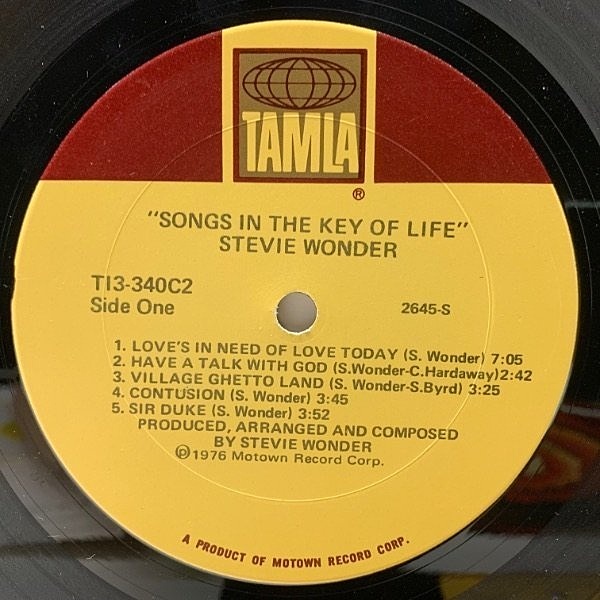 TAMLA
®
"SONGS IN THE KEY OF LIFE"
STEVIE WONDER
T13-340C2
Side One
2645-S
1. LOVE'S IN NEED OF LOVE TODAY (S. Wonder) 7:05
2. HAVE A TALK WITH GOD (S.Wonder-C.Hardaway)2:42
3. VILLAGE GHETTO LAND (S. Wonder-S.Byrd) 3:25
4. CONTUSION (S. Wonder) 3:45
5. SIR DUKE (S. Wonder) 3:52
PRODUCED, ARRANGED AND COMPOSED
BY STEVIE WONDER
℗1976 Motown Record Corp.
A PRODUCT OF MOTOWN RECORD CORP.